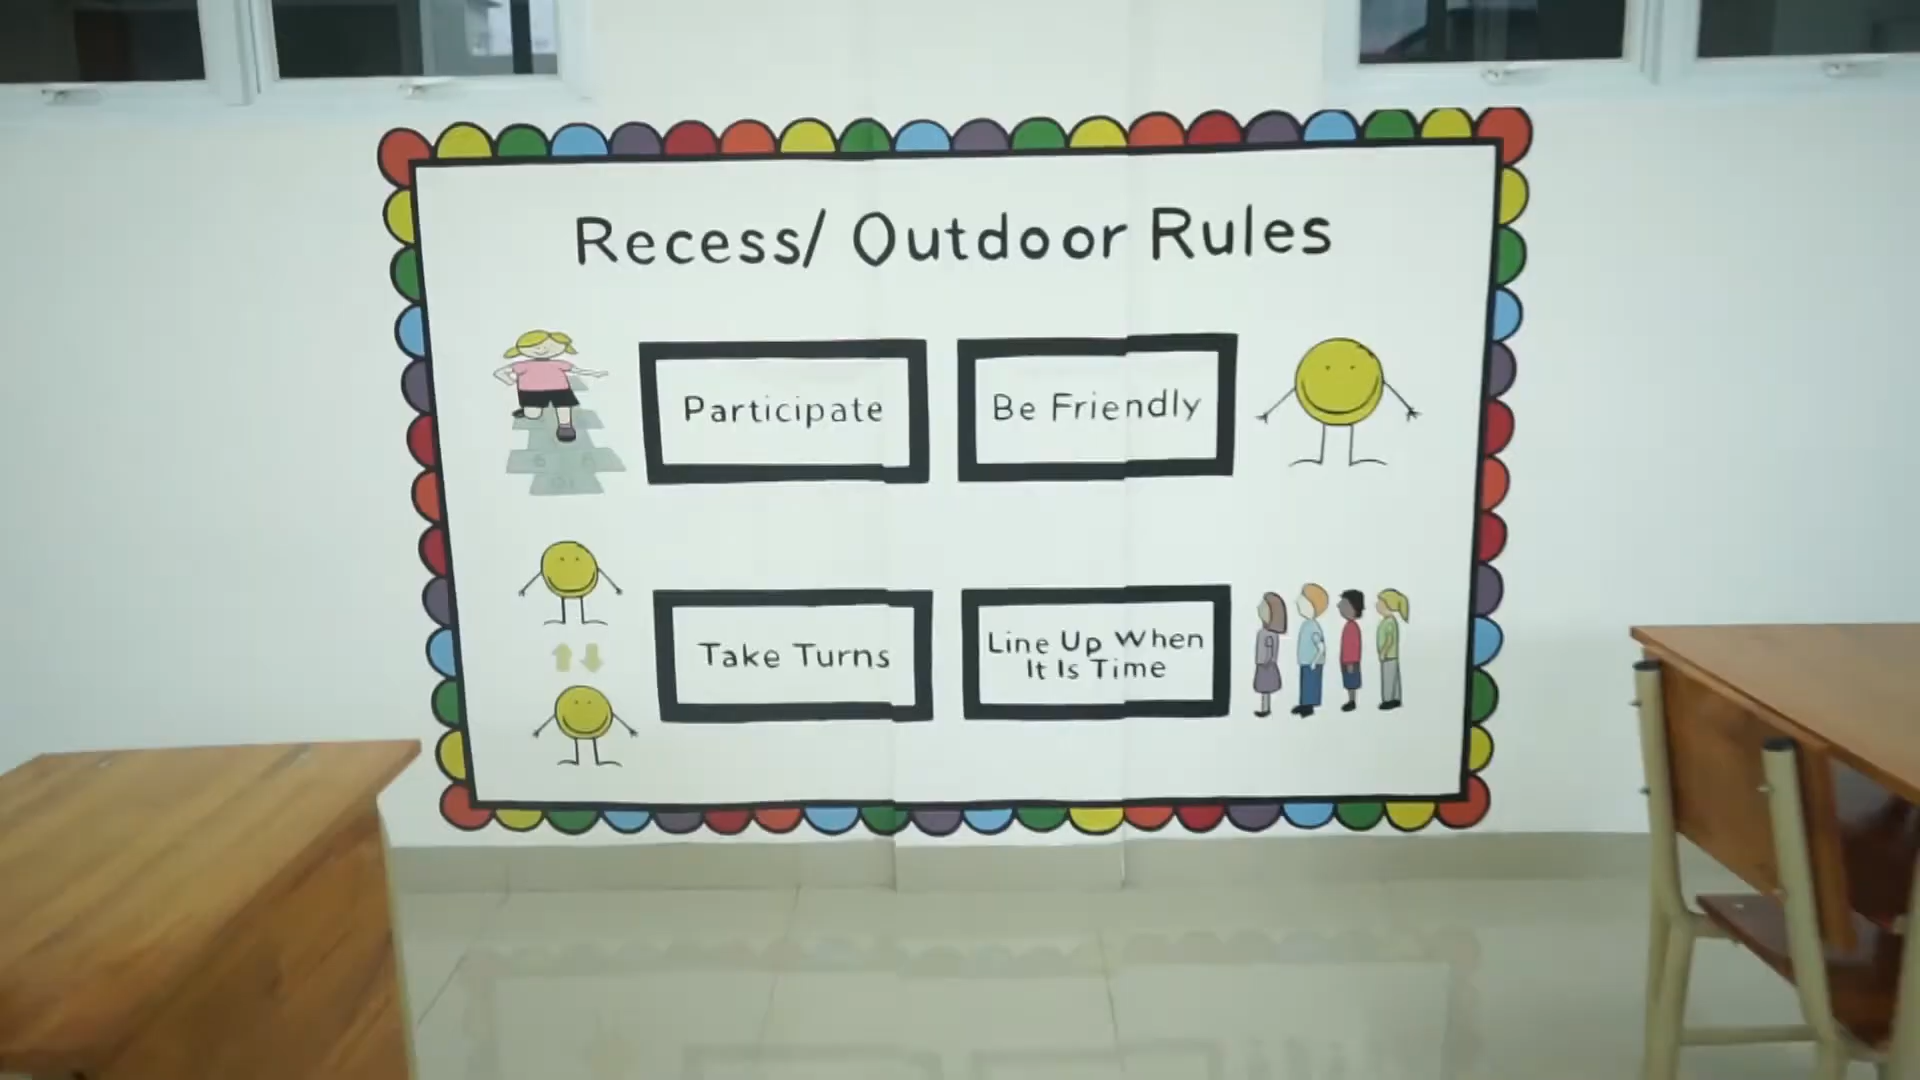 Recess/ Outdoor Rules
Participate
Be Friendly
Take Turns
Line Up When
It Is Time